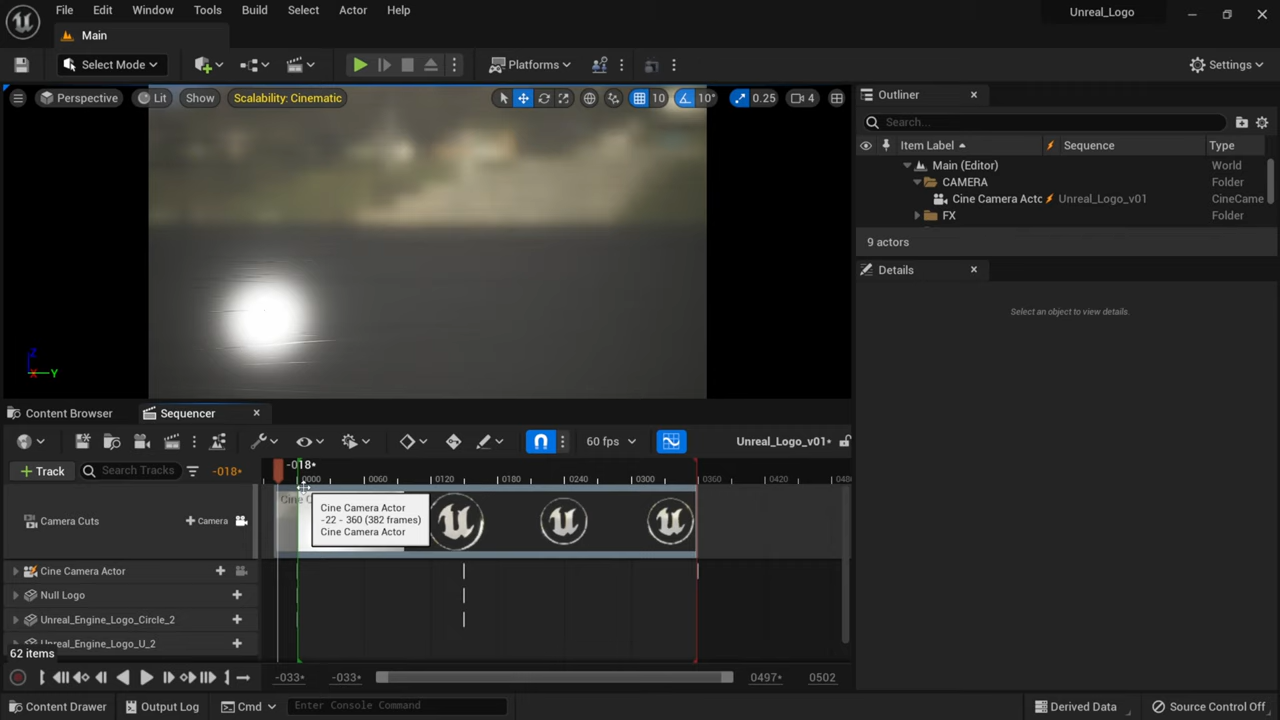 File Edit Window Tools Build Select Actor Help
Unreal_Logo
Main
Select Mode
Platforms
Settings
Perspective Lit Show Scalability: Cinematic
10 10° 0.25 4
Outliner
Search...
Item Label Sequence Type
Main (Editor) World
CAMERA Folder
Cine Camera Actc Unreal_Logo_v01 CineCame
FX Folder
9 actors
Details
Select an object to view details.
Content Browser Sequencer
60 fps
Unreal_Logo_v01*
Track
Search Tracks
-018*
-018*
0000 0060 0120 0180 0240 0300 0360 0420 048
Camera Cuts
Camera
Cine C
Cine Camera Actor
-22 - 360 (382 frames)
Cine Camera Actor
Cine Camera Actor
Null Logo
Unreal_Engine_Logo_Circle_2
Unreal_Engine_Logo_U_2
62 items
-033* -033* 0497* 0502
Content Drawer Output Log Cmd Enter Console Command Derived Data Source Control Off